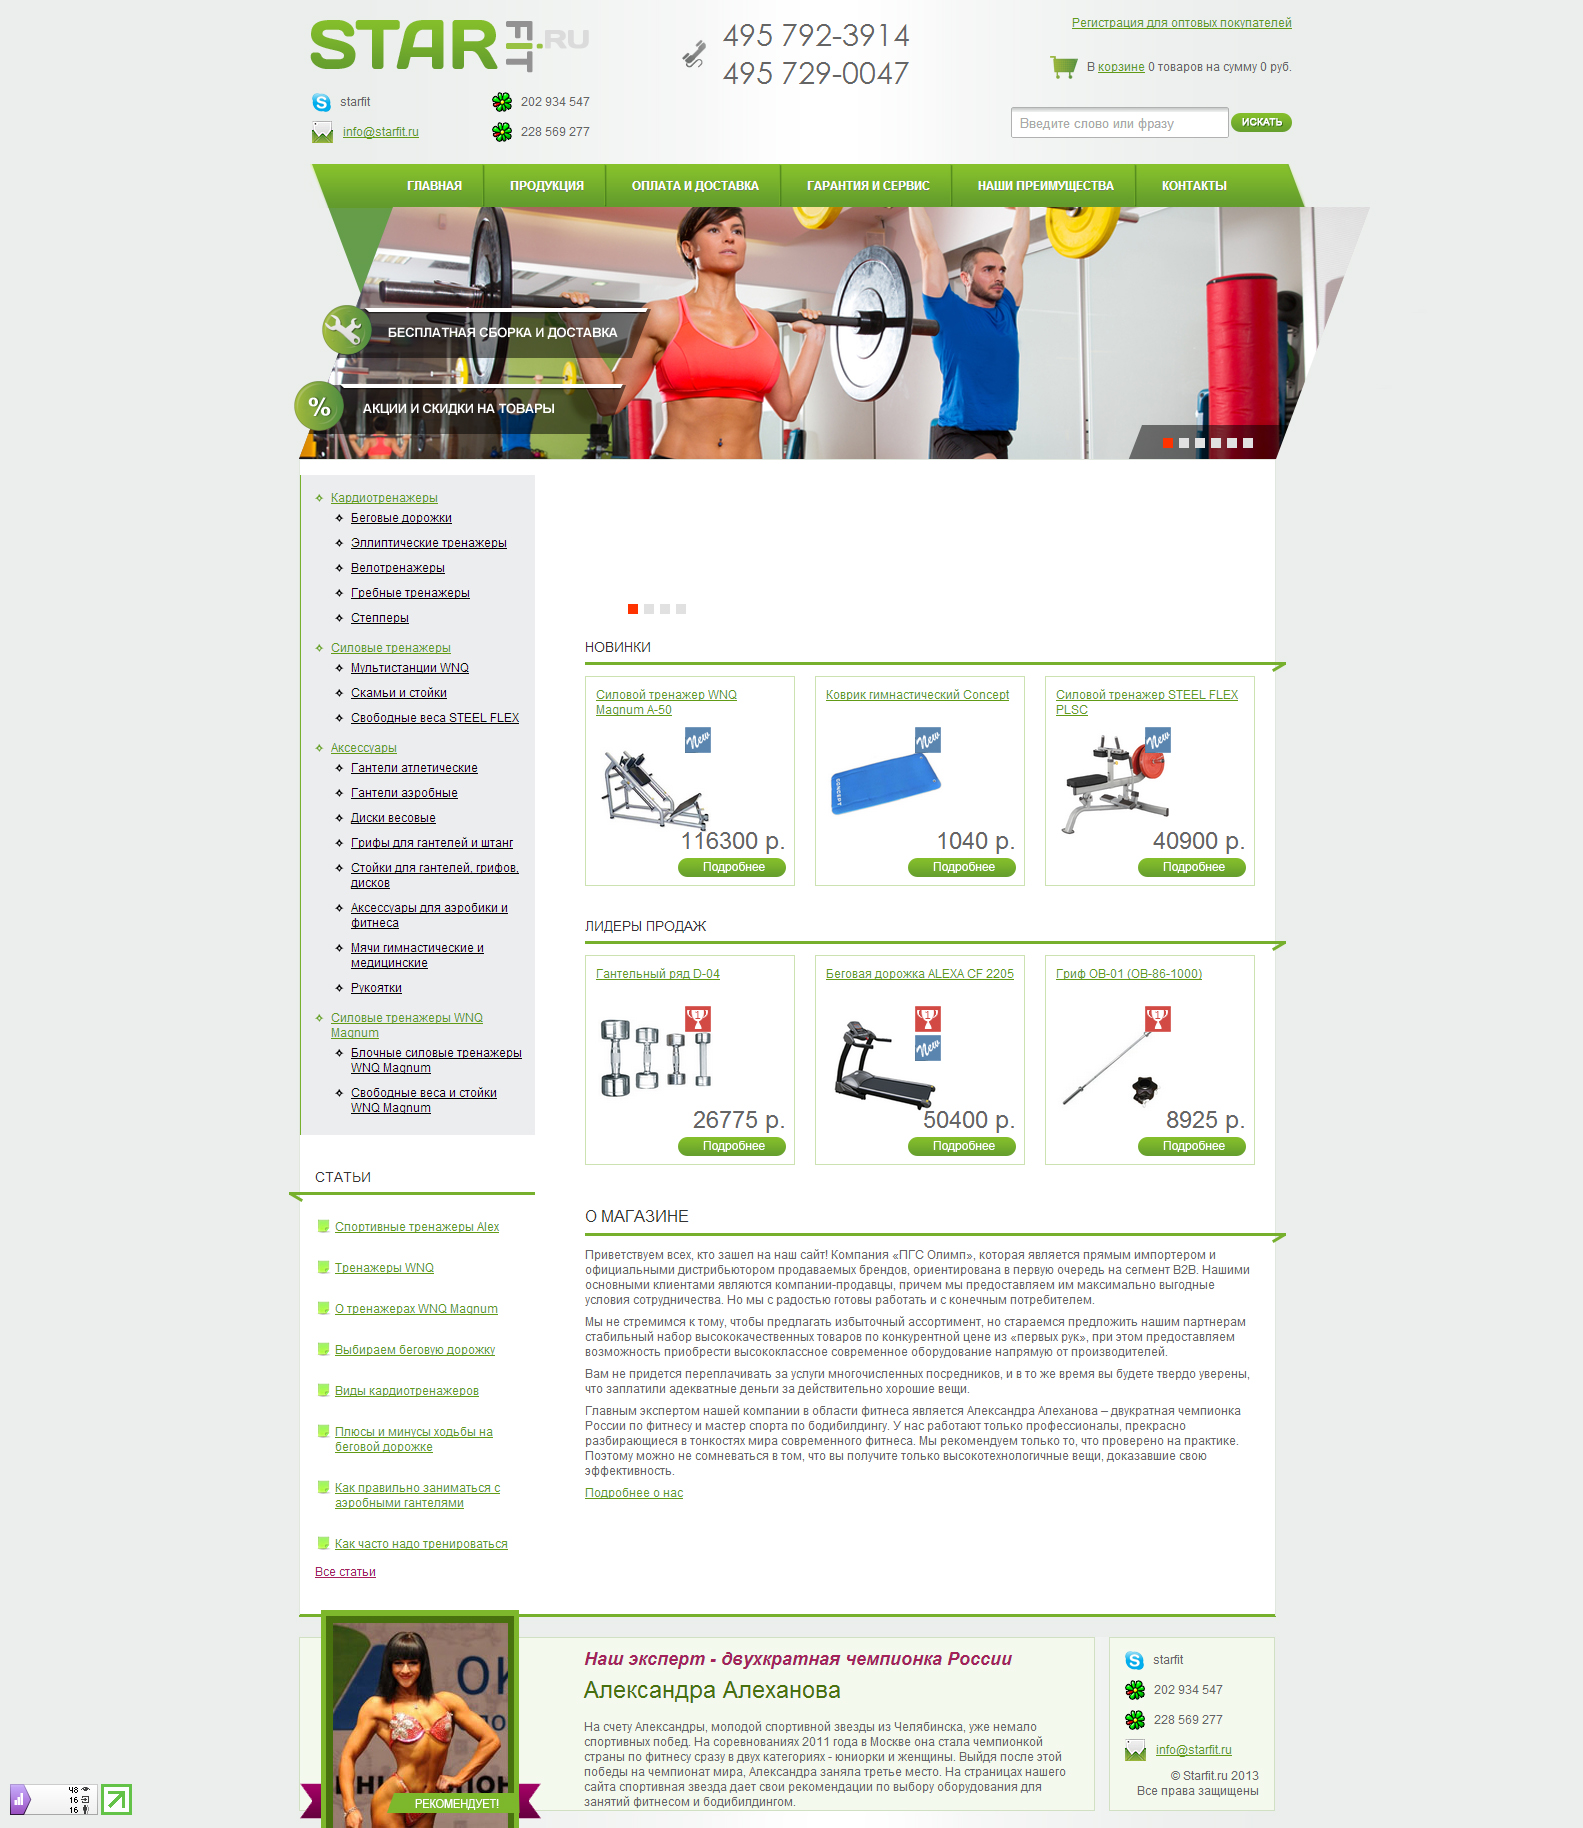 STARFIT.RU
495 792-3914
495 729-0047
Регистрация для оптовых покупателей
В корзине 0 товаров на сумму 0 руб.
starfit
202 934 547
info@starfit.ru
228 569 277
Введите слово или фразу
ИСКАТЬ
ГЛАВНАЯ
ПРОДУКЦИЯ
ОПЛАТА И ДОСТАВКА
ГАРАНТИЯ И СЕРВИС
НАШИ ПРЕИМУЩЕСТВА
КОНТАКТЫ
БЕСПЛАТНАЯ СБОРКА И ДОСТАВКА
%
АКЦИИ И СКИДКИ НА ТОВАРЫ
Кардиотренажеры
Беговые дорожки
Эллиптические тренажеры
Велотренажеры
Гребные тренажеры
Степперы
Силовые тренажеры
Мультистанции WNQ
Скамьи и стойки
Свободные веса STEEL FLEX
Аксессуары
Гантели атлетические
Гантели аэробные
Диски весовые
Грифы для гантелей и штанг
Стойки для гантелей, грифов,
дисков
Аксессуары для аэробики и
фитнеса
Мячи гимнастические и
медицинские
Рукоятки
Силовые тренажеры WNQ
Magnum
Блочные силовые тренажеры
WNQ Magnum
Свободные веса и стойки
WNQ Magnum
СТАТЬИ
Спортивные тренажеры Alex
Тренажеры WNQ
О тренажерах WNQ Magnum
Выбираем беговую дорожку
Виды кардиотренажеров
Плюсы и минусы ходьбы на
беговой дорожке
Как правильно заниматься с
аэробными гантелями
Как часто надо тренироваться
Все статьи
НОВИНКИ
Силовой тренажер WNQ
Magnum A-50
New
116300 р.
Подробнее
Коврик гимнастический Concept
New
CONCEPT
1040 р.
Подробнее
Силовой тренажер STEEL FLEX
PLSC
New
40900 р.
Подробнее
ЛИДЕРЫ ПРОДАЖ
Гантельный ряд D-04
1
26775 р.
Подробнее
Беговая дорожка ALEXA CF 2205
1
New
50400 р.
Подробнее
Гриф OB-01 (OB-86-1000)
1
8925 р.
Подробнее
О МАГАЗИНЕ
Приветствуем всех, кто зашел на наш сайт! Компания «ПГС Олимп», которая является прямым импортером и
официальными дистрибьютором продаваемых брендов, ориентирована в первую очередь на сегмент B2B. Нашими
основными клиентами являются компании-продавцы, причем мы предоставляем им максимально выгодные
условия сотрудничества. Но мы с радостью готовы работать и с конечным потребителем.
Мы не стремимся к тому, чтобы предлагать избыточный ассортимент, но стараемся предложить нашим партнерам
стабильный набор высококачественных товаров по конкурентной цене из «первых рук», при этом предоставляем
возможность приобрести высококлассное современное оборудование напрямую от производителей.
Вам не придется переплачивать за услуги многочисленных посредников, и в то же время вы будете твердо уверены,
что заплатили адекватные деньги за действительно хорошие вещи.
Главным экспертом нашей компании в области фитнеса является Александра Алеханова – двукратная чемпионка
России по фитнесу и мастер спорта по бодибилдингу. У нас работают только профессионалы, прекрасно
разбирающиеся в тонкостях мира современного фитнеса. Мы рекомендуем только то, что проверено на практике.
Поэтому можно не сомневаться в том, что вы получите только высокотехнологичные вещи, доказавшие свою
эффективность.
Подробнее о нас
РЕКОМЕНДУЕТ!
Наш эксперт - двухкратная чемпионка России
Александра Алеханова
На счету Александры, молодой спортивной звезды из Челябинска, уже немало
спортивных побед. На соревнованиях 2011 года в Москве она стала чемпионкой
страны по фитнесу сразу в двух категориях - юниорки и женщины. Выйдя после этой
победы на чемпионат мира, Александра заняла третье место. На страницах нашего
сайта спортивная звезда дает свои рекомендации по выбору оборудования для
занятий фитнесом и бодибилдингом.
starfit
202 934 547
228 569 277
info@starfit.ru
© Starfit.ru 2013
Все права защищены
48
16
16